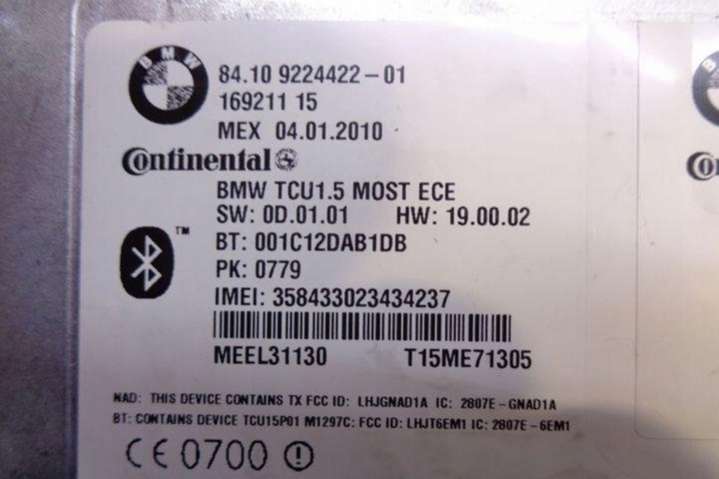 BMW
84.10 9224422-01
169211 15
MEX 04.01.2010
Continental
BMW TCU1.5 MOST ECE
SW: 0D.01.01 HW: 19.00.02
TM
BT: 001C12DAB1DB
PK: 0779
IMEI: 358433023434237
MEEL31130 T15ME71305
NAD: THIS DEVICE CONTAINS TX FCC ID: LHJGNAD1A IC: 2807E-GNAD1A
BT: CONTAINS DEVICE TCU15P01 M1297C: FCC ID: LHJT6EM1 IC: 2807E-6EM1
CE 0700